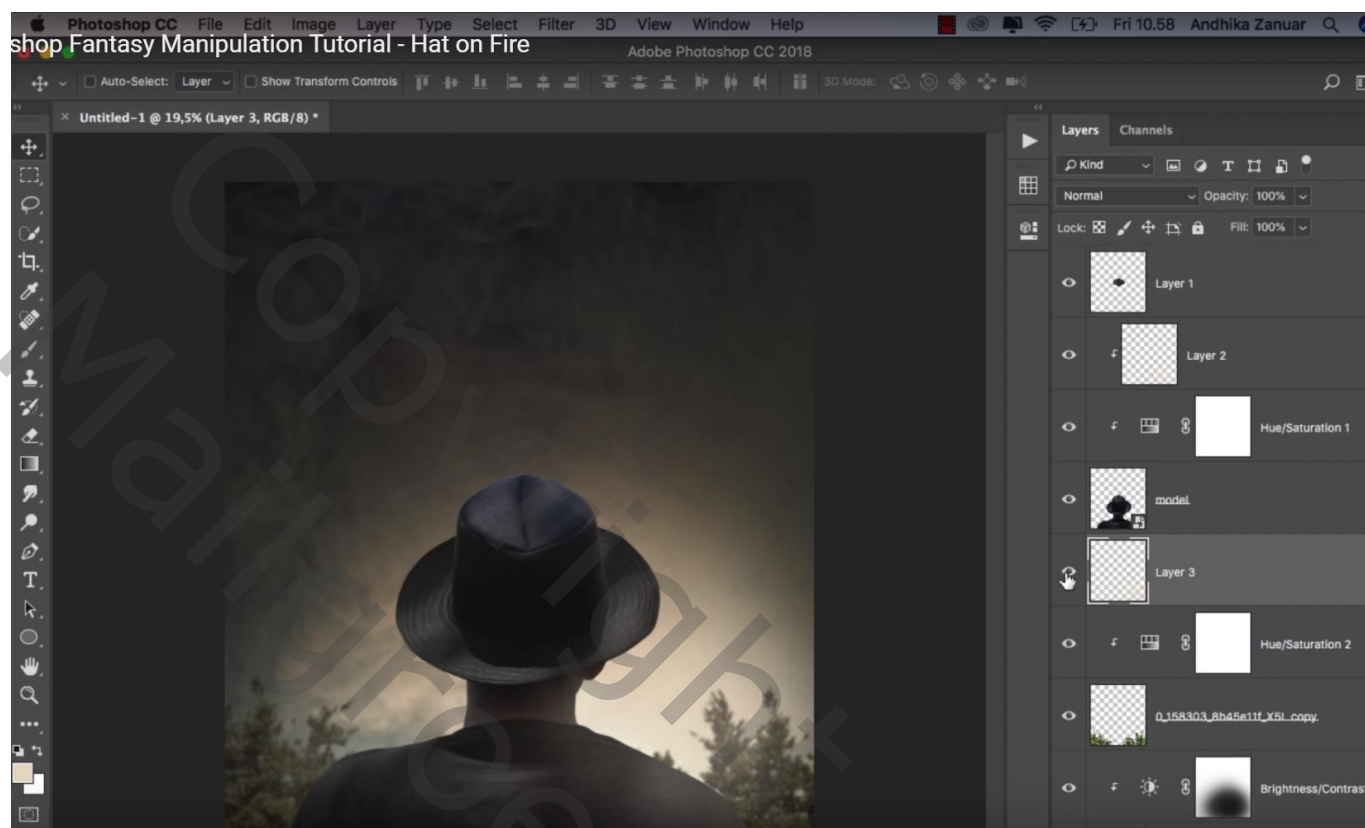 Photoshop CC File Edit Image Layer Type Select Filter 3D View Window Help Fri 10.58 Andhika Zanuar
shop Fantasy Manipulation Tutorial - Hat on Fire
Adobe Photoshop CC 2018
Auto-Select: Layer Show Transform Controls 3D Mode:
Untitled-1 @ 19,5% (Layer 3, RGB/8) *
Layers Channels
Kind
Normal Opacity: 100%
Lock: Fill: 100%
Layer 1
Layer 2
Hue/Saturation 1
model
Layer 3
Hue/Saturation 2
0_158303_8b45e11f_X5L copy
Brightness/Contras
Copyright